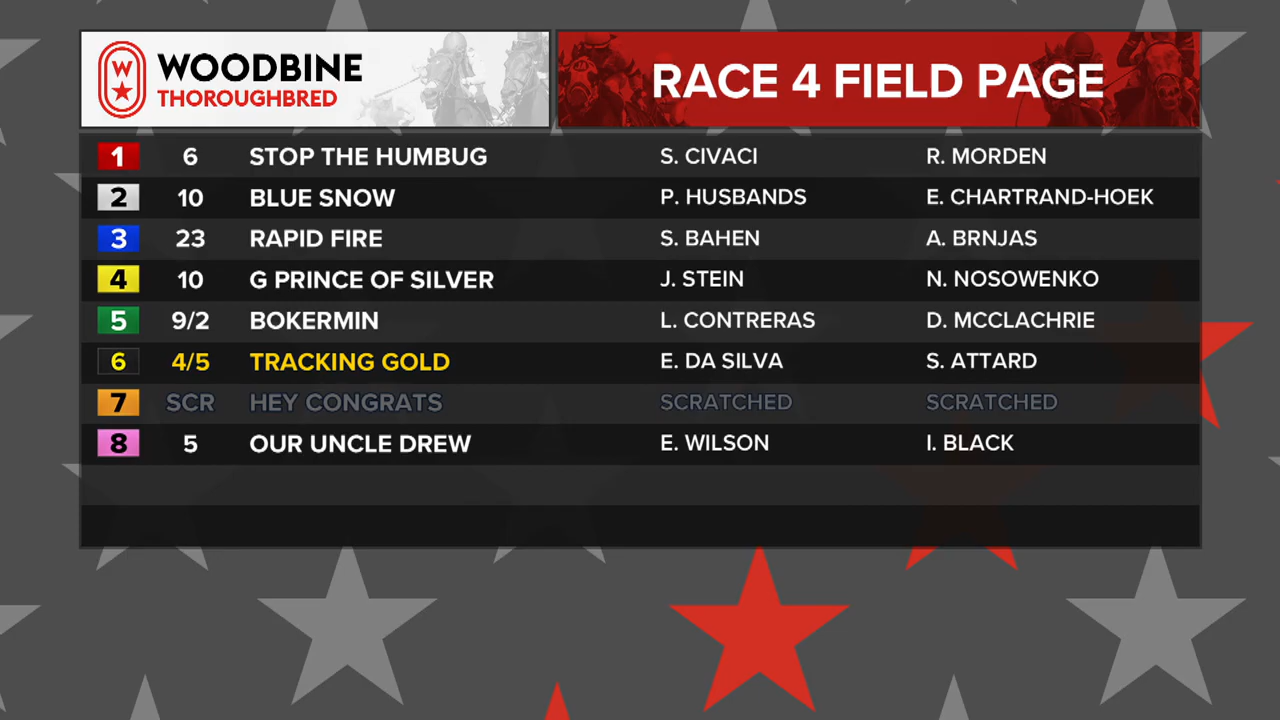 W
WOODBINE
THOROUGHBRED
RACE 4 FIELD PAGE
1 6 STOP THE HUMBUG S. CIVACI R. MORDEN
2 10 BLUE SNOW P. HUSBANDS E. CHARTRAND-HOEK
3 23 RAPID FIRE S. BAHEN A. BRNJAS
4 10 G PRINCE OF SILVER J. STEIN N. NOSOWENKO
5 9/2 BOKERMIN L. CONTRERAS D. MCCLACHRIE
6 4/5 TRACKING GOLD E. DA SILVA S. ATTARD
7 SCR HEY CONGRATS SCRATCHED SCRATCHED
8 5 OUR UNCLE DREW E. WILSON I. BLACK